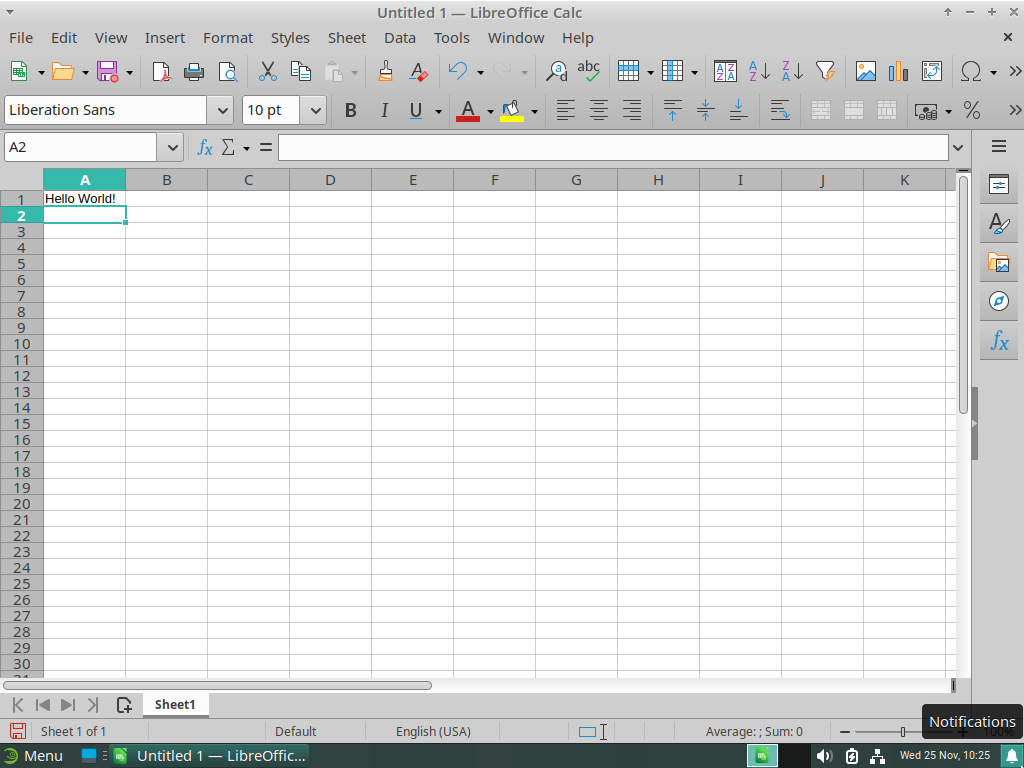 Untitled 1 — LibreOffice Calc
File Edit View Insert Format Styles Sheet Data Tools Window Help
Liberation Sans 10 pt
A2
A B C D E F G H I J K
1 Hello World!
2
3
4
5
6
7
8
9
10
11
12
13
14
15
16
17
18
19
20
21
22
23
24
25
26
27
28
29
30
Sheet1
Notifications
Sheet 1 of 1 Default English (USA) Average: ; Sum: 0 100%
Menu Untitled 1 — LibreOffic... Wed 25 Nov, 10:25